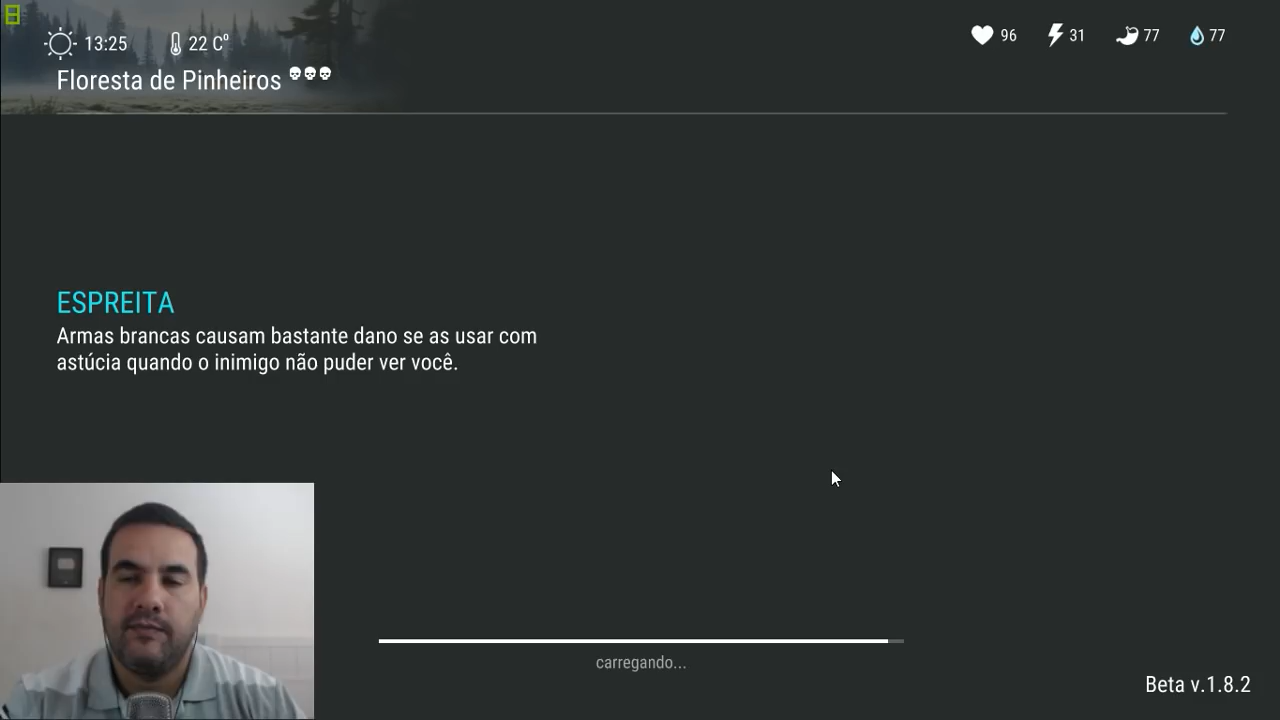 13:25 22 Cº
96 31 77 77
Floresta de Pinheiros
ESPREITA
Armas brancas causam bastante dano se as usar com
astúcia quando o inimigo não puder ver você.
carregando...
Beta v.1.8.2